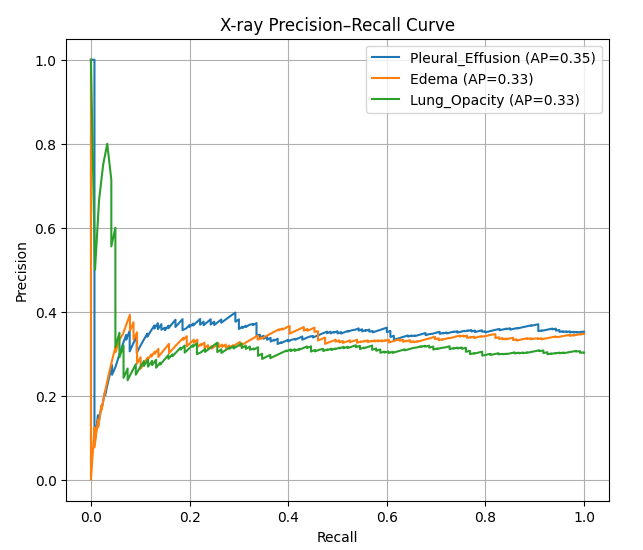 X-ray Precision–Recall Curve
Pleural_Effusion (AP=0.35)
Edema (AP=0.33)
Lung_Opacity (AP=0.33)
1.0
0.8
0.6
0.4
0.2
0.0
Precision
0.0 0.2 0.4 0.6 0.8 1.0
Recall